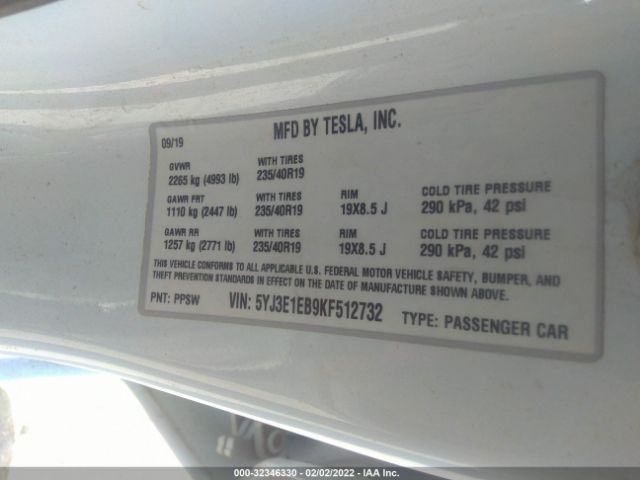 MFD BY TESLA, INC.
09/19
GVWR WITH TIRES
2265 kg (4993 lb) 235/40R19
GAWR FRT WITH TIRES RIM COLD TIRE PRESSURE
1110 kg (2447 lb) 235/40R19 19X8.5 J 290 kPa, 42 psi
GAWR RR WITH TIRES RIM COLD TIRE PRESSURE
1257 kg (2771 lb) 235/40R19 19X8.5 J 290 kPa, 42 psi
THIS VEHICLE CONFORMS TO ALL APPLICABLE U.S. FEDERAL MOTOR VEHICLE SAFETY, BUMPER, AND
THEFT PREVENTION STANDARDS IN EFFECT ON THE DATE OF MANUFACTURE SHOWN ABOVE.
PNT: PPSW VIN: 5YJ3E1EB9KF512732 TYPE: PASSENGER CAR
000-32346330 - 02/02/2022 - IAA Inc.